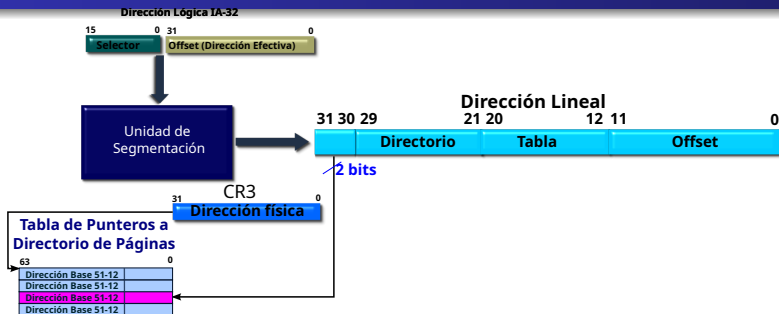 Dirección Lógica IA-32
15 0 31 0
Selector Offset (Dirección Efectiva)
Dirección Lineal
31 30 29 21 20 12 11 0
Directorio Tabla Offset
Unidad de
Segmentación
2 bits
CR3
31 0
Dirección física
Tabla de Punteros a
Directorio de Páginas
63 0
Dirección Base 51-12
Dirección Base 51-12
Dirección Base 51-12
Dirección Base 51-12